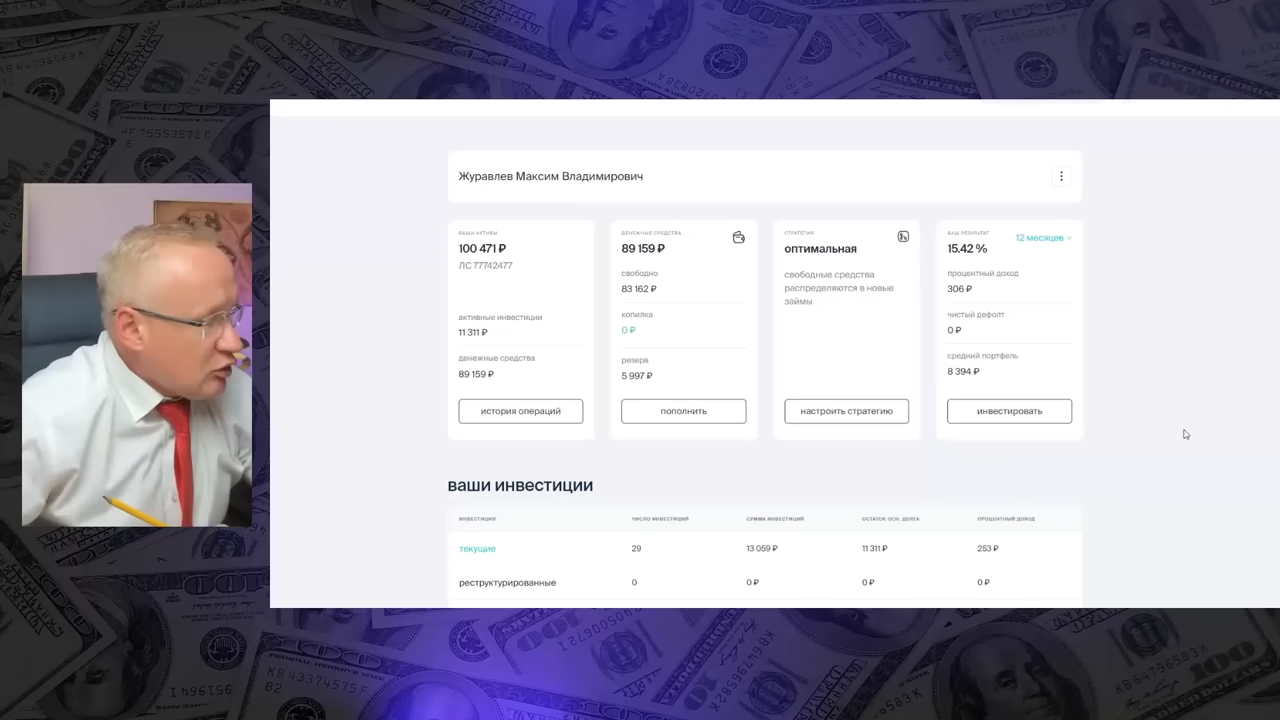 Журавлев Максим Владимирович
ВАШИ АКТИВЫ
100 471 ₽
ЛС 77742477
активные инвестиции
11 311 ₽
денежные средства
89 159 ₽
история операций
ДЕНЕЖНЫЕ СРЕДСТВА
89 159 ₽
свободно
83 162 ₽
копилка
0 ₽
резерв
5 997 ₽
пополнить
СТРАТЕГИЯ
оптимальная
свободные средства
распределяются в новые
займы
настроить стратегию
ВАШ РЕЗУЛЬТАТ
12 месяцев
15.42 %
процентный доход
306 ₽
чистый дефолт
0 ₽
средний портфель
8 394 ₽
инвестировать
ваши инвестиции
ИНВЕСТИЦИЯ ЧИСЛО ИНВЕСТИЦИЙ СУММА ИНВЕСТИЦИЙ ОСТАТОК ОСН. ДОЛГА ПРОЦЕНТНЫЙ ДОХОД
текущие 29 13 059 ₽ 11 311 ₽ 253 ₽
реструктурированные 0 0 ₽ 0 ₽ 0 ₽